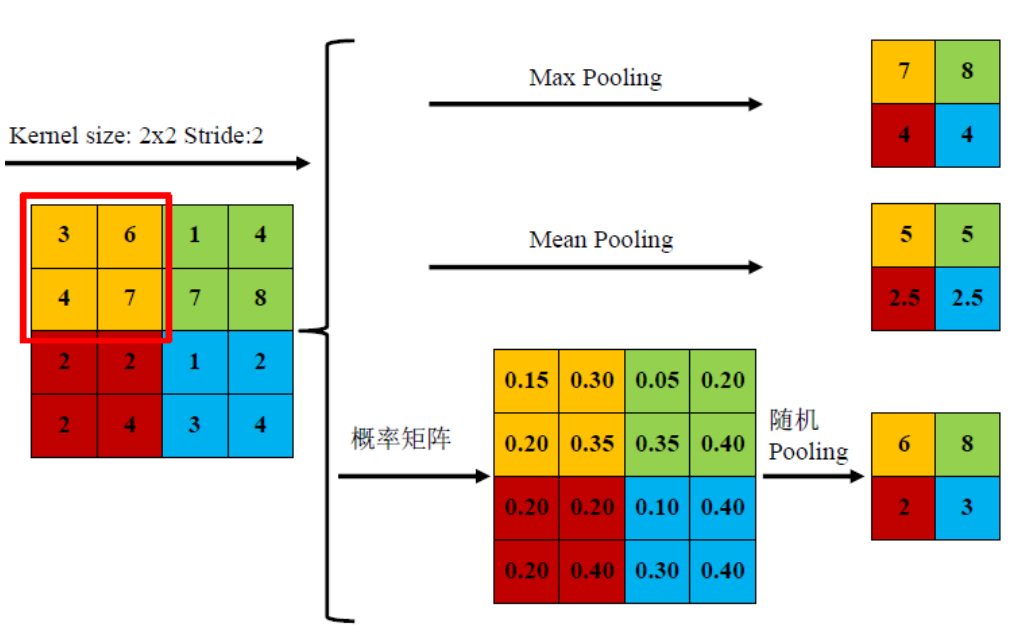 Kernel size: 2x2 Stride:2
3 6 1 4
4 7 7 8
2 2 1 2
2 4 3 4
Max Pooling
7 8
4 4
Mean Pooling
5 5
2.5 2.5
概率矩阵
0.15 0.30 0.05 0.20
0.20 0.35 0.35 0.40
0.20 0.20 0.10 0.40
0.20 0.40 0.30 0.40
随机
Pooling
6 8
2 3